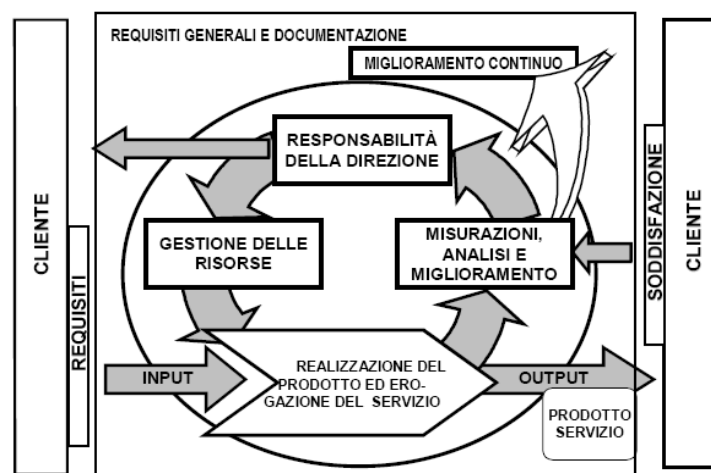 REQUISITI GENERALI E DOCUMENTAZIONE
MIGLIORAMENTO CONTINUO
RESPONSABILITÀ
DELLA DIREZIONE
CLIENTE
REQUISITI
GESTIONE DELLE
RISORSE
MISURAZIONI,
ANALISI E
MIGLIORAMENTO
SODDISFAZIONE
CLIENTE
INPUT
REALIZZAZIONE DEL
PRODOTTO ED ERO-
GAZIONE DEL SERVIZIO
OUTPUT
PRODOTTO
SERVIZIO